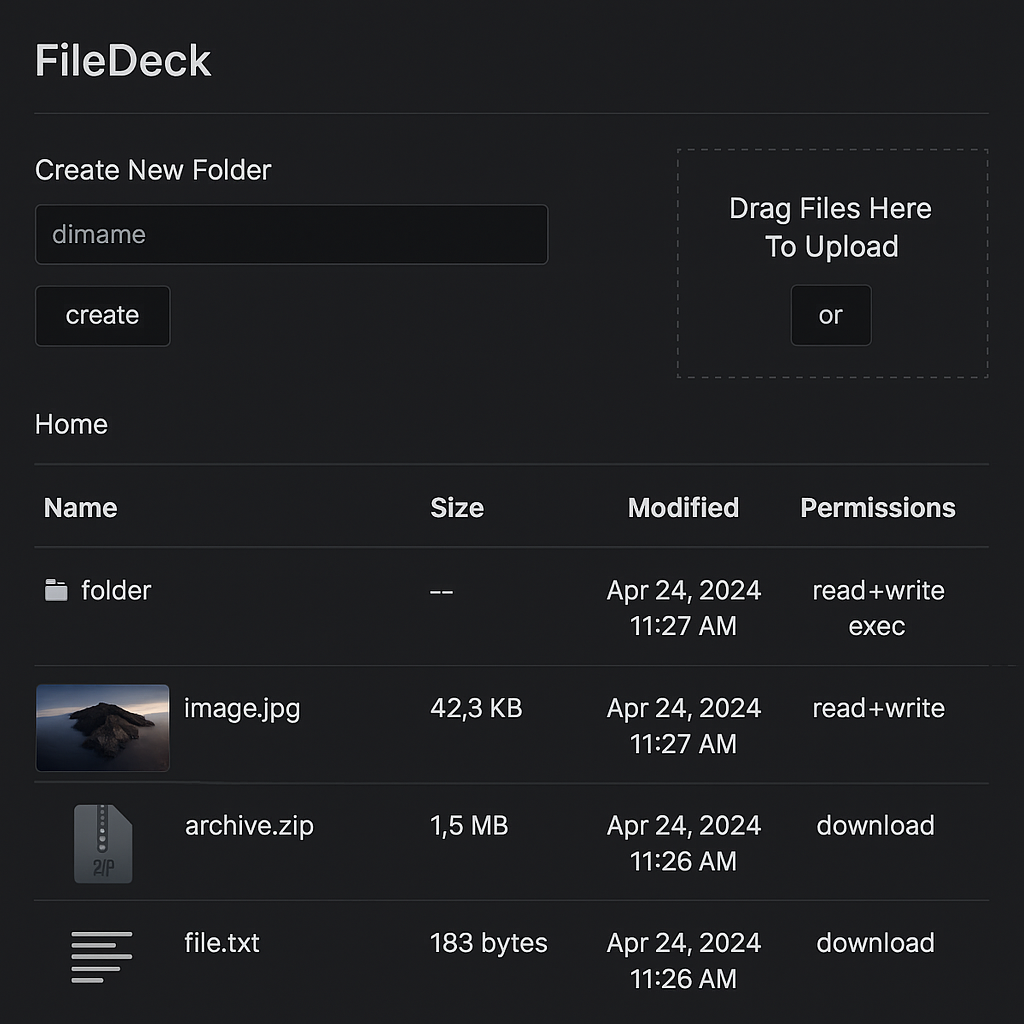 FileDeck
Create New Folder
dimame
create
Drag Files Here
To Upload
or
Home
Name Size Modified Permissions
folder -- Apr 24, 2024 read+write
11:27 AM exec
image.jpg 42,3 KB Apr 24, 2024 read+write
11:27 AM
archive.zip 1,5 MB Apr 24, 2024 download
2/P 11:26 AM
file.txt 183 bytes Apr 24, 2024 download
11:26 AM